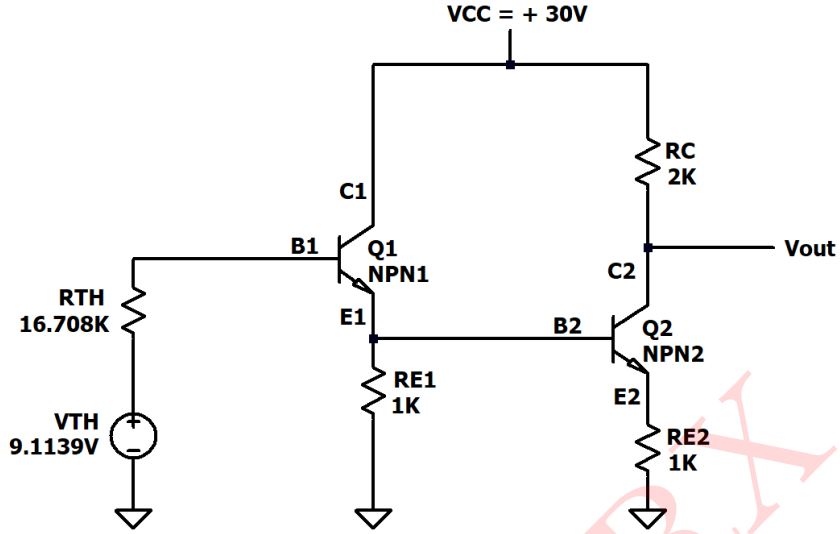 VCC = + 30V
RC
2K
C1
B1
Q1
NPN1
Vout
C2
RTH
16.708K
E1
B2
Q2
NPN2
RE1
1K
E2
VTH
9.1139V
RE2
1K